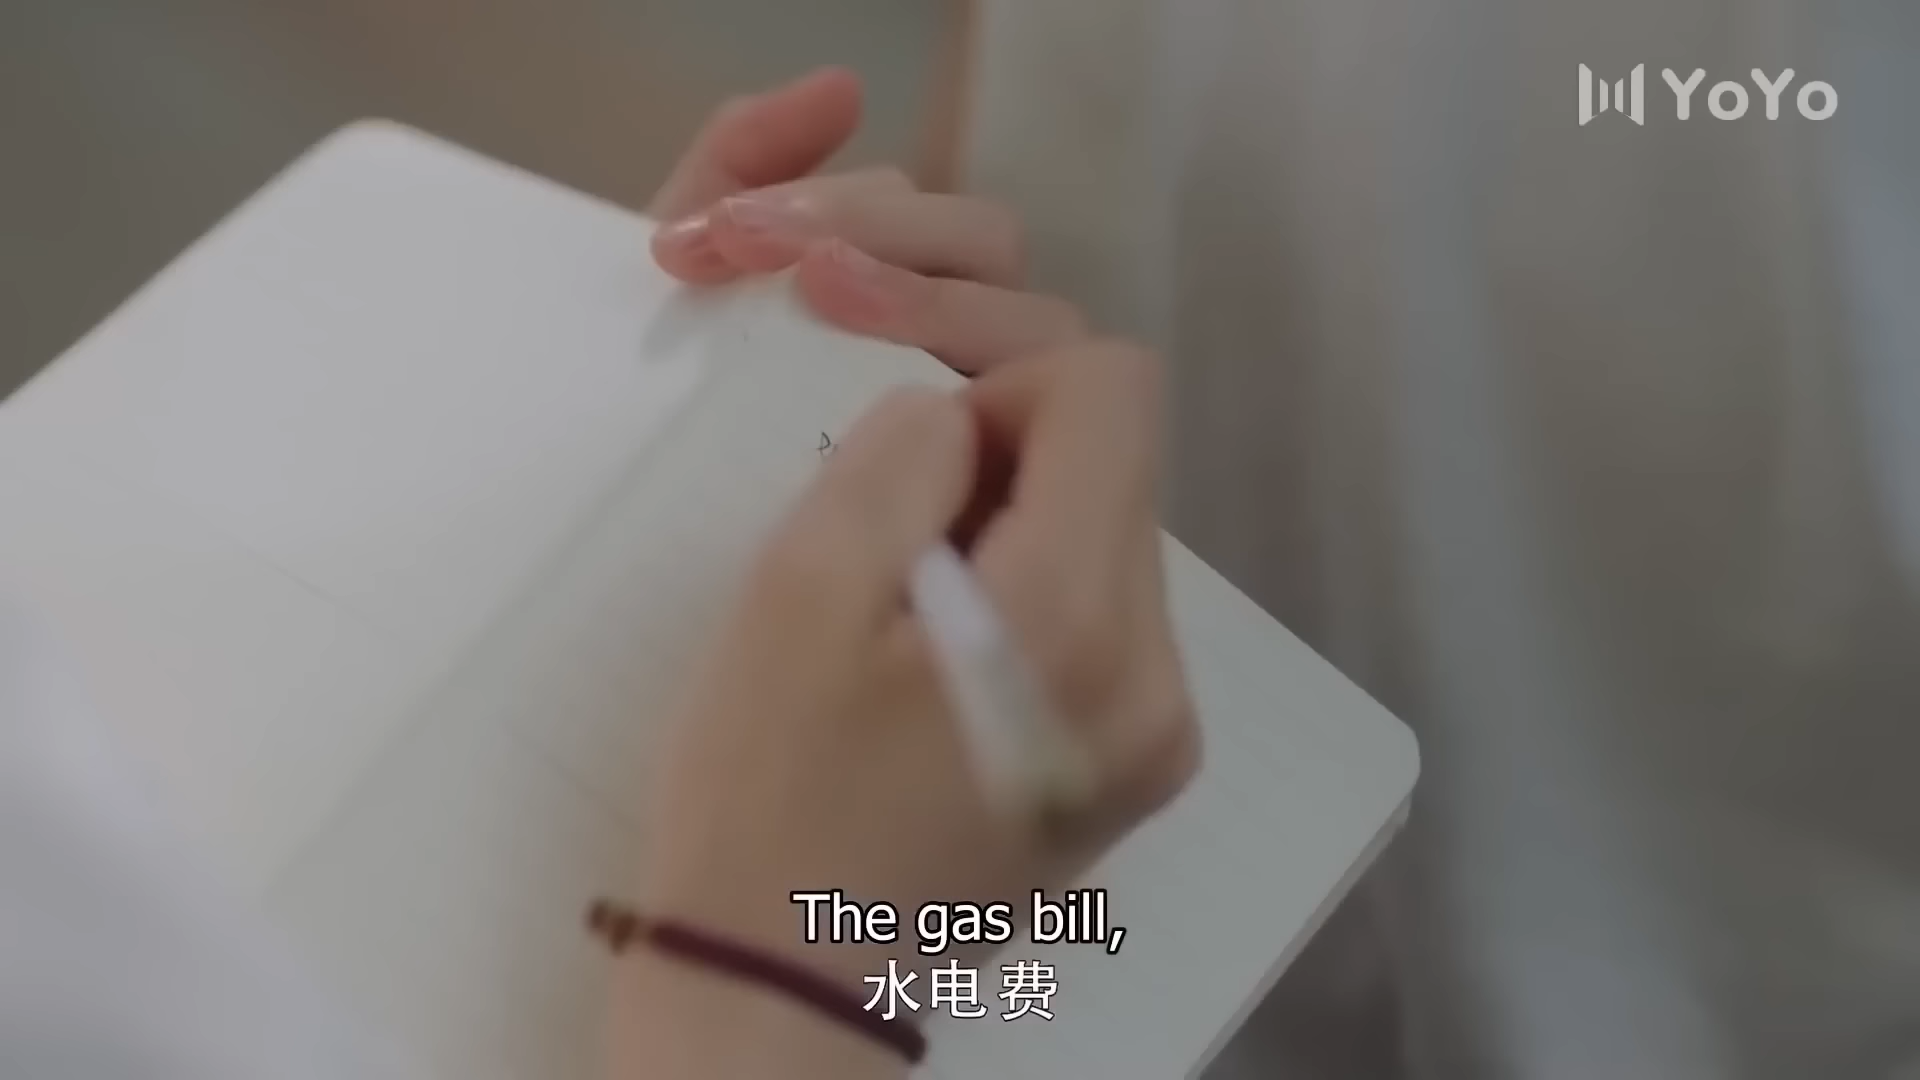 YoYo
The gas bill,
水电费